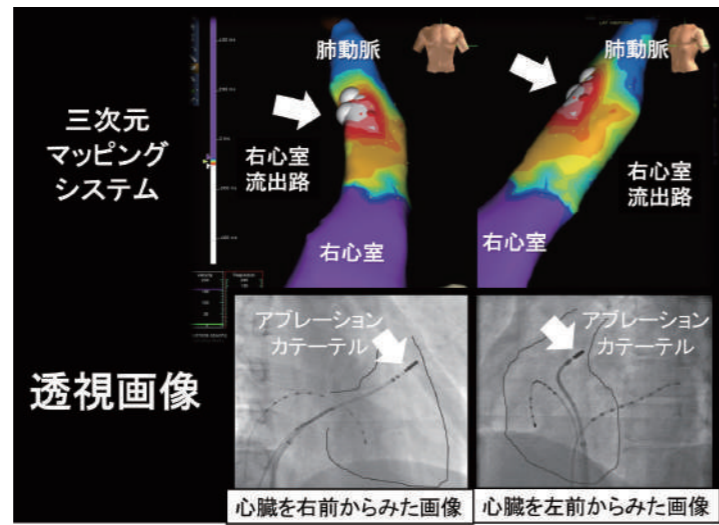 三次元
マッピング
システム
肺動脈
右心室
流出路
右心室
肺動脈
右心室
流出路
右心室
透視画像
アブレーション
カテーテル
アブレーション
カテーテル
心臓を右前からみた画像
心臓を左前からみた画像